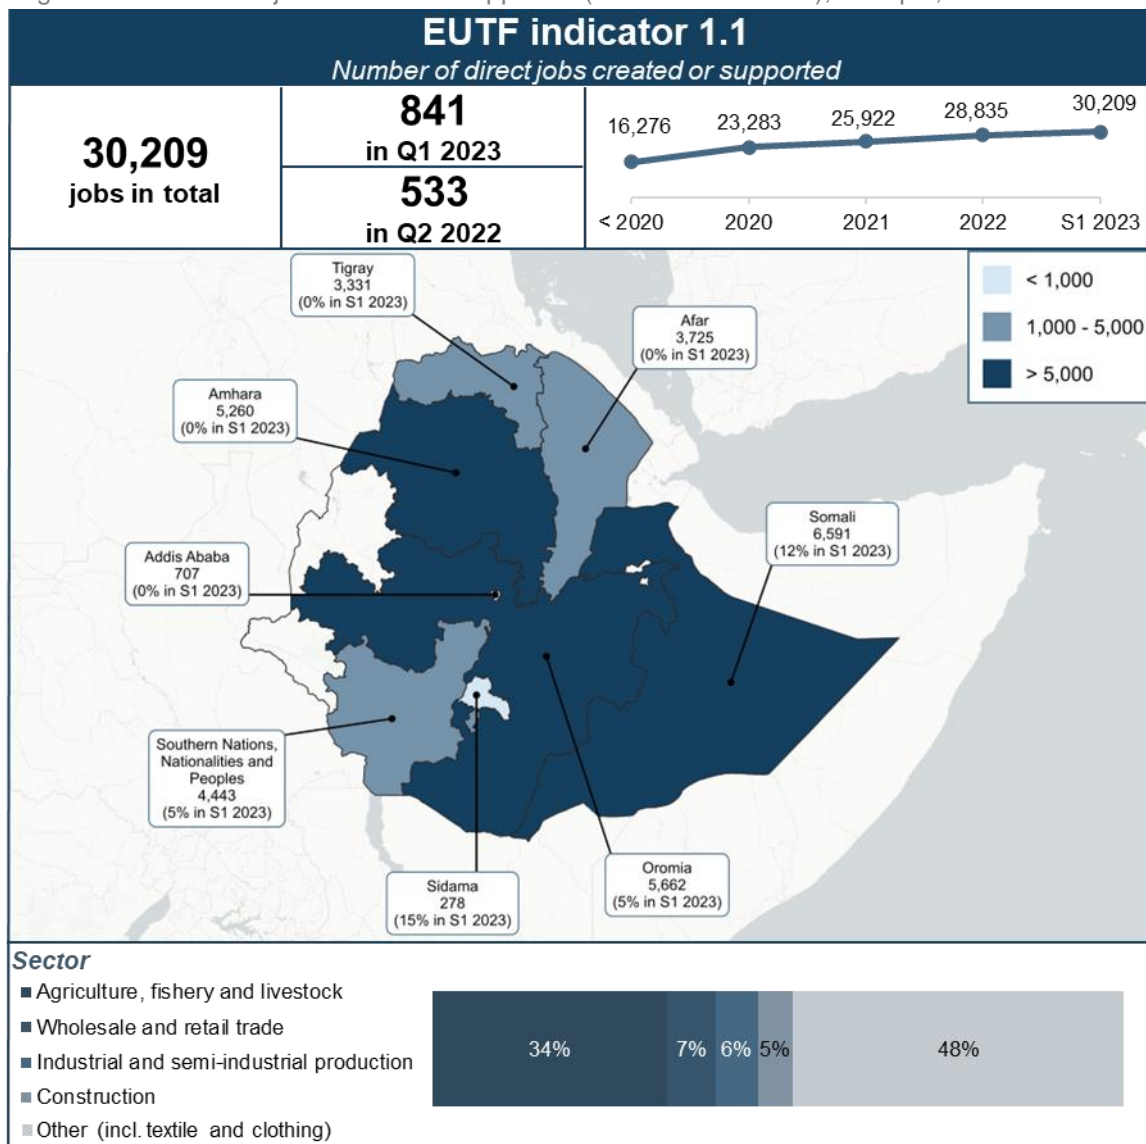 EUTF indicator 1.1
Number of direct jobs created or supported
30,209
jobs in total
841
in Q1 2023
533
in Q2 2022
16,276
23,283
25,922
28,835
30,209
< 2020
2020
2021
2022
S1 2023
Tigray
3,331
(0% in S1 2023)
Afar
3,725
(0% in S1 2023)
< 1,000
1,000 - 5,000
> 5,000
Amhara
5,260
(0% in S1 2023)
Somali
6,591
(12% in S1 2023)
Addis Ababa
707
(0% in S1 2023)
Southern Nations,
Nationalities and
Peoples
4,443
(5% in S1 2023)
Sidama
278
(15% in S1 2023)
Oromia
5,662
(5% in S1 2023)
Sector
Agriculture, fishery and livestock
Wholesale and retail trade
Industrial and semi-industrial production
Construction
Other (incl. textile and clothing)
34%
7%
6%
5%
48%